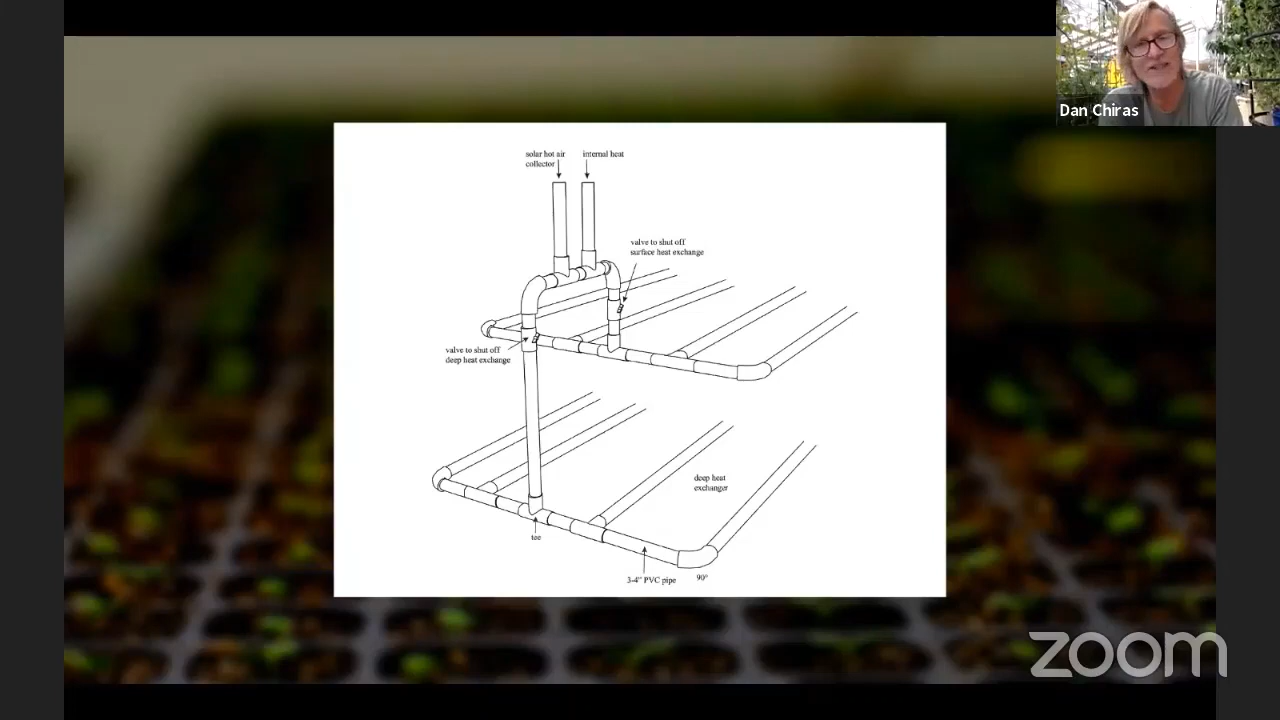 Dan Chiras
solar hot air
collector
internal heat
valve to shut off
surface heat exchange
valve to shut off
deep heat exchange
deep heat
exchanger
tee
3-4" PVC pipe
90°
zoom